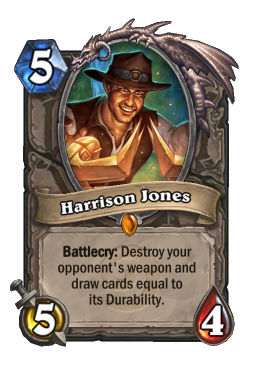 5
Harrison Jones
Battlecry: Destroy your
opponent's weapon and
draw cards equal to
its Durability.
5
4